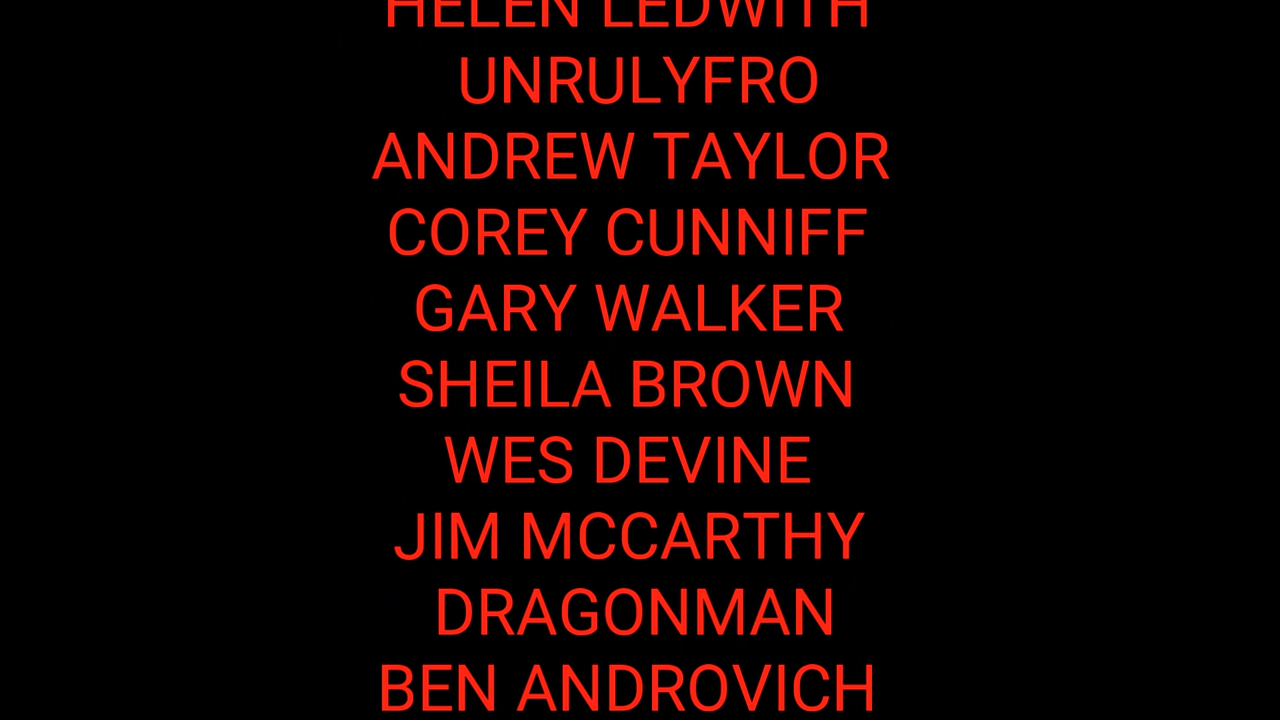 HELEN LEDWITH
UNRULYFRO
ANDREW TAYLOR
COREY CUNNIFF
GARY WALKER
SHEILA BROWN
WES DEVINE
JIM MCCARTHY
DRAGONMAN
BEN ANDROVICH